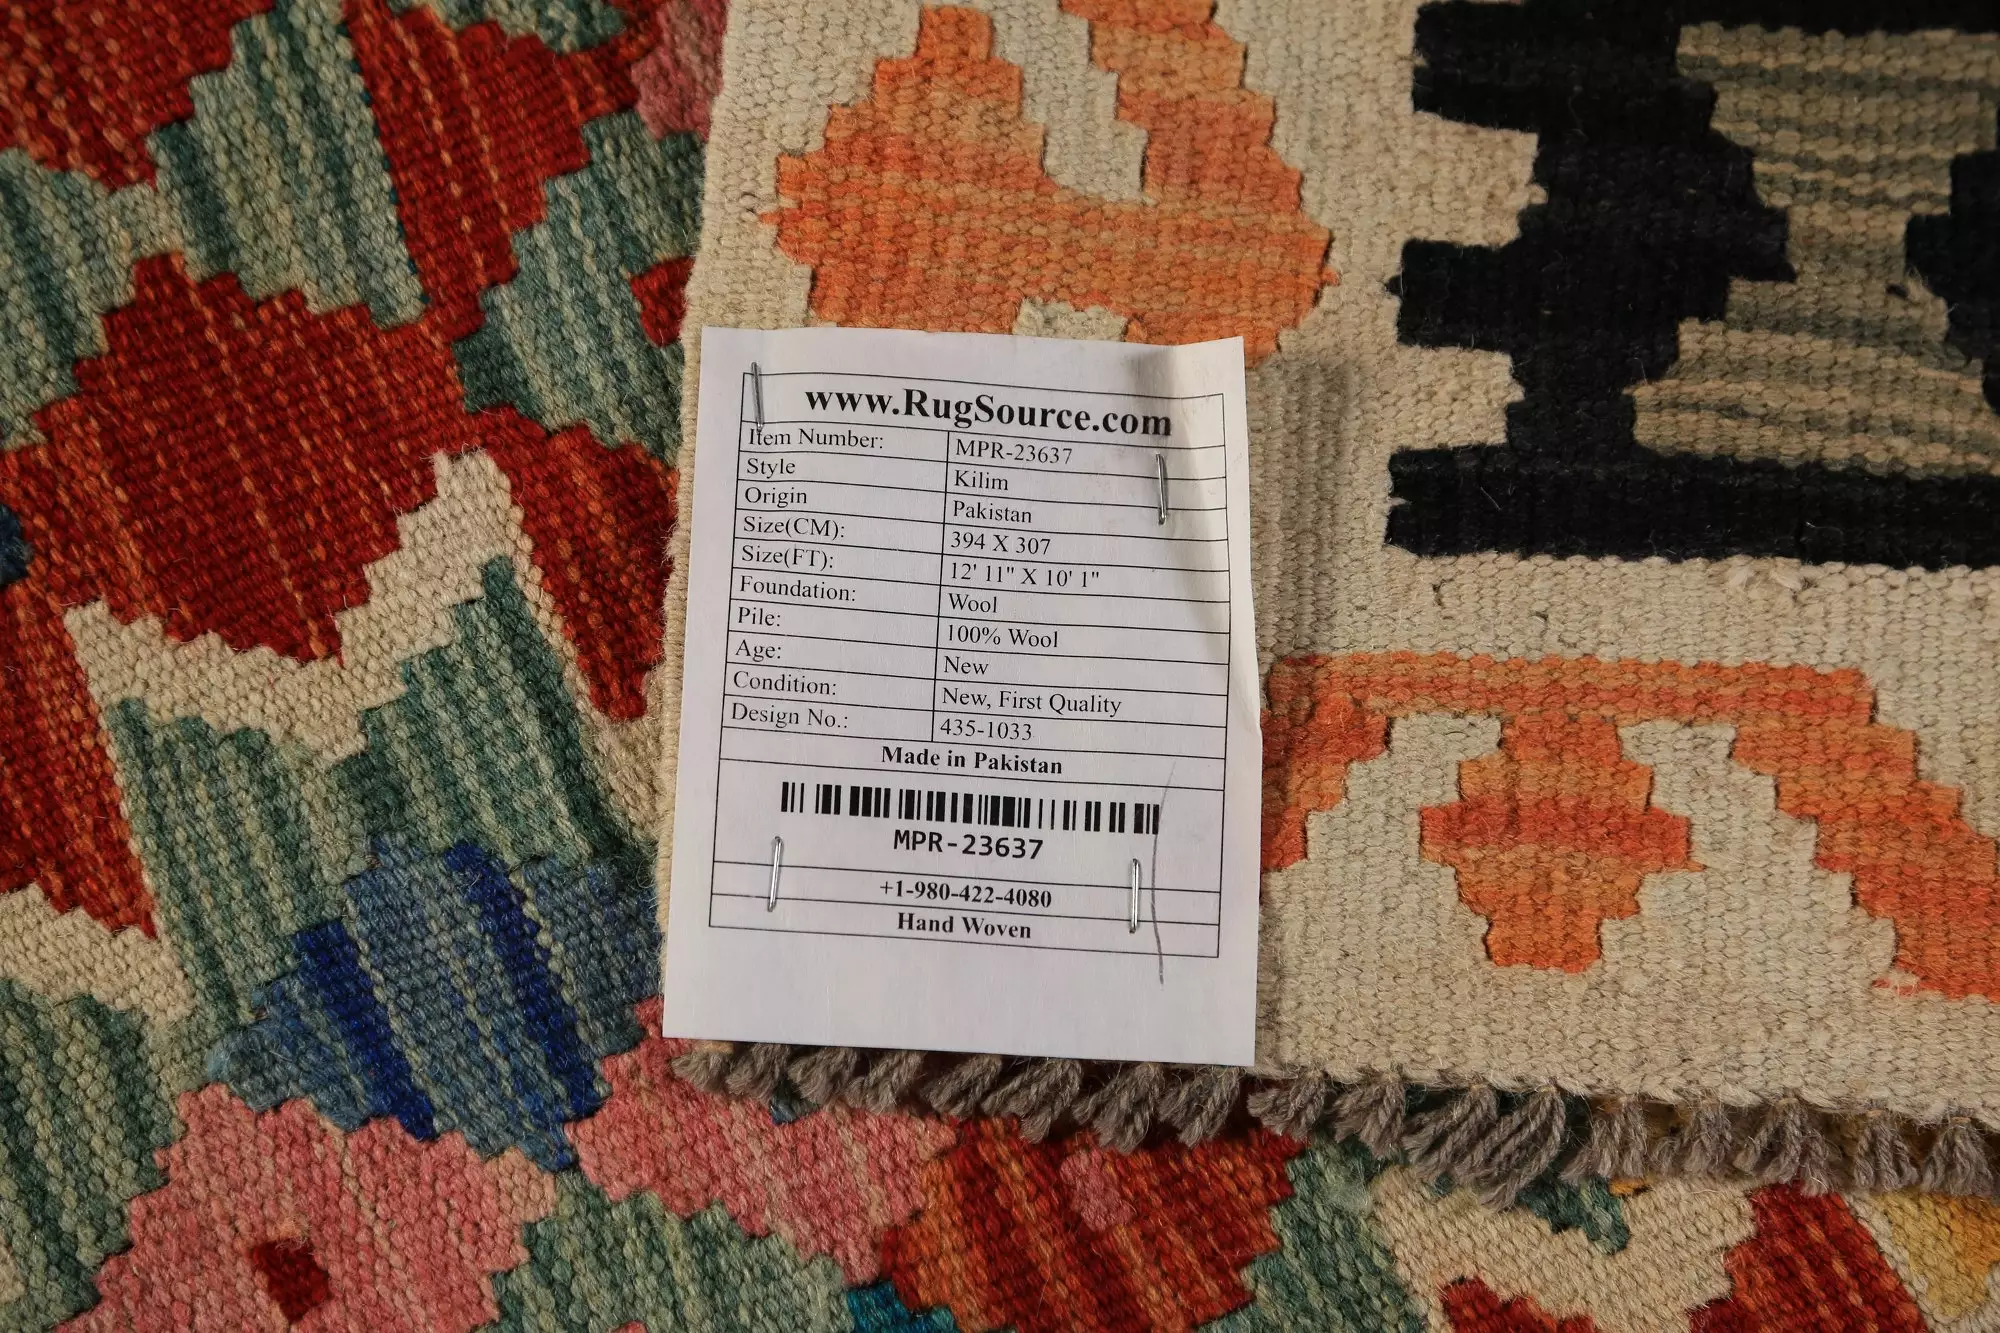 www.RugSource.com
Item Number: MPR-23637
Style Kilim
Origin Pakistan
Size(CM): 394 X 307
Size(FT): 12' 11" X 10' 1"
Foundation: Wool
Pile: 100% Wool
Age: New
Condition: New, First Quality
Design No.: 435-1033
Made in Pakistan
MPR-23637
+1-980-422-4080
Hand Woven